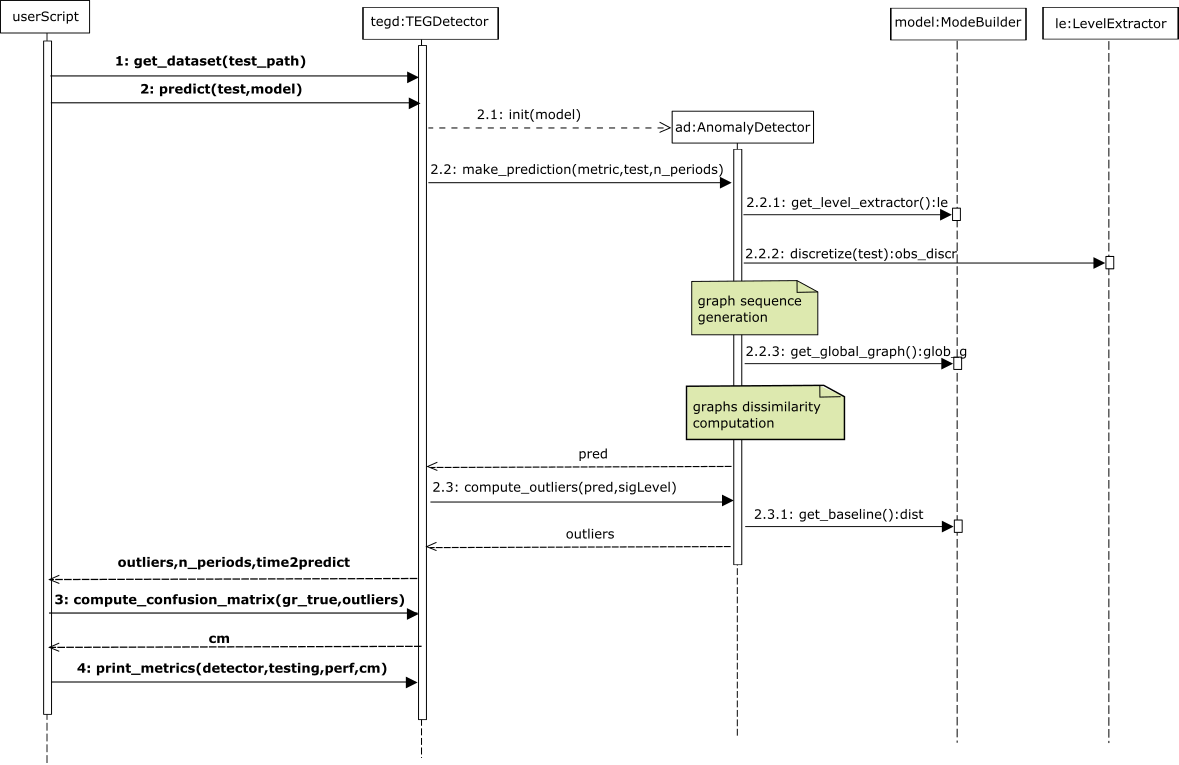 userScript
tegd:TEGDetector
model:ModeBuilder
le:LevelExtractor
1: get_dataset(test_path)
2: predict(test,model)
2.1: init(model)
ad:AnomalyDetector
2.2: make_prediction(metric,test,n_periods)
2.2.1: get_level_extractor():le
2.2.2: discretize(test):obs_discr
graph sequence
generation
2.2.3: get_global_graph():glob_g
graphs dissimilarity
computation
pred
2.3: compute_outliers(pred,sigLevel)
2.3.1: get_baseline():dist
outliers
outliers,n_periods,time2predict
3: compute_confusion_matrix(gr_true,outliers)
cm
4: print_metrics(detector,testing,perf,cm)